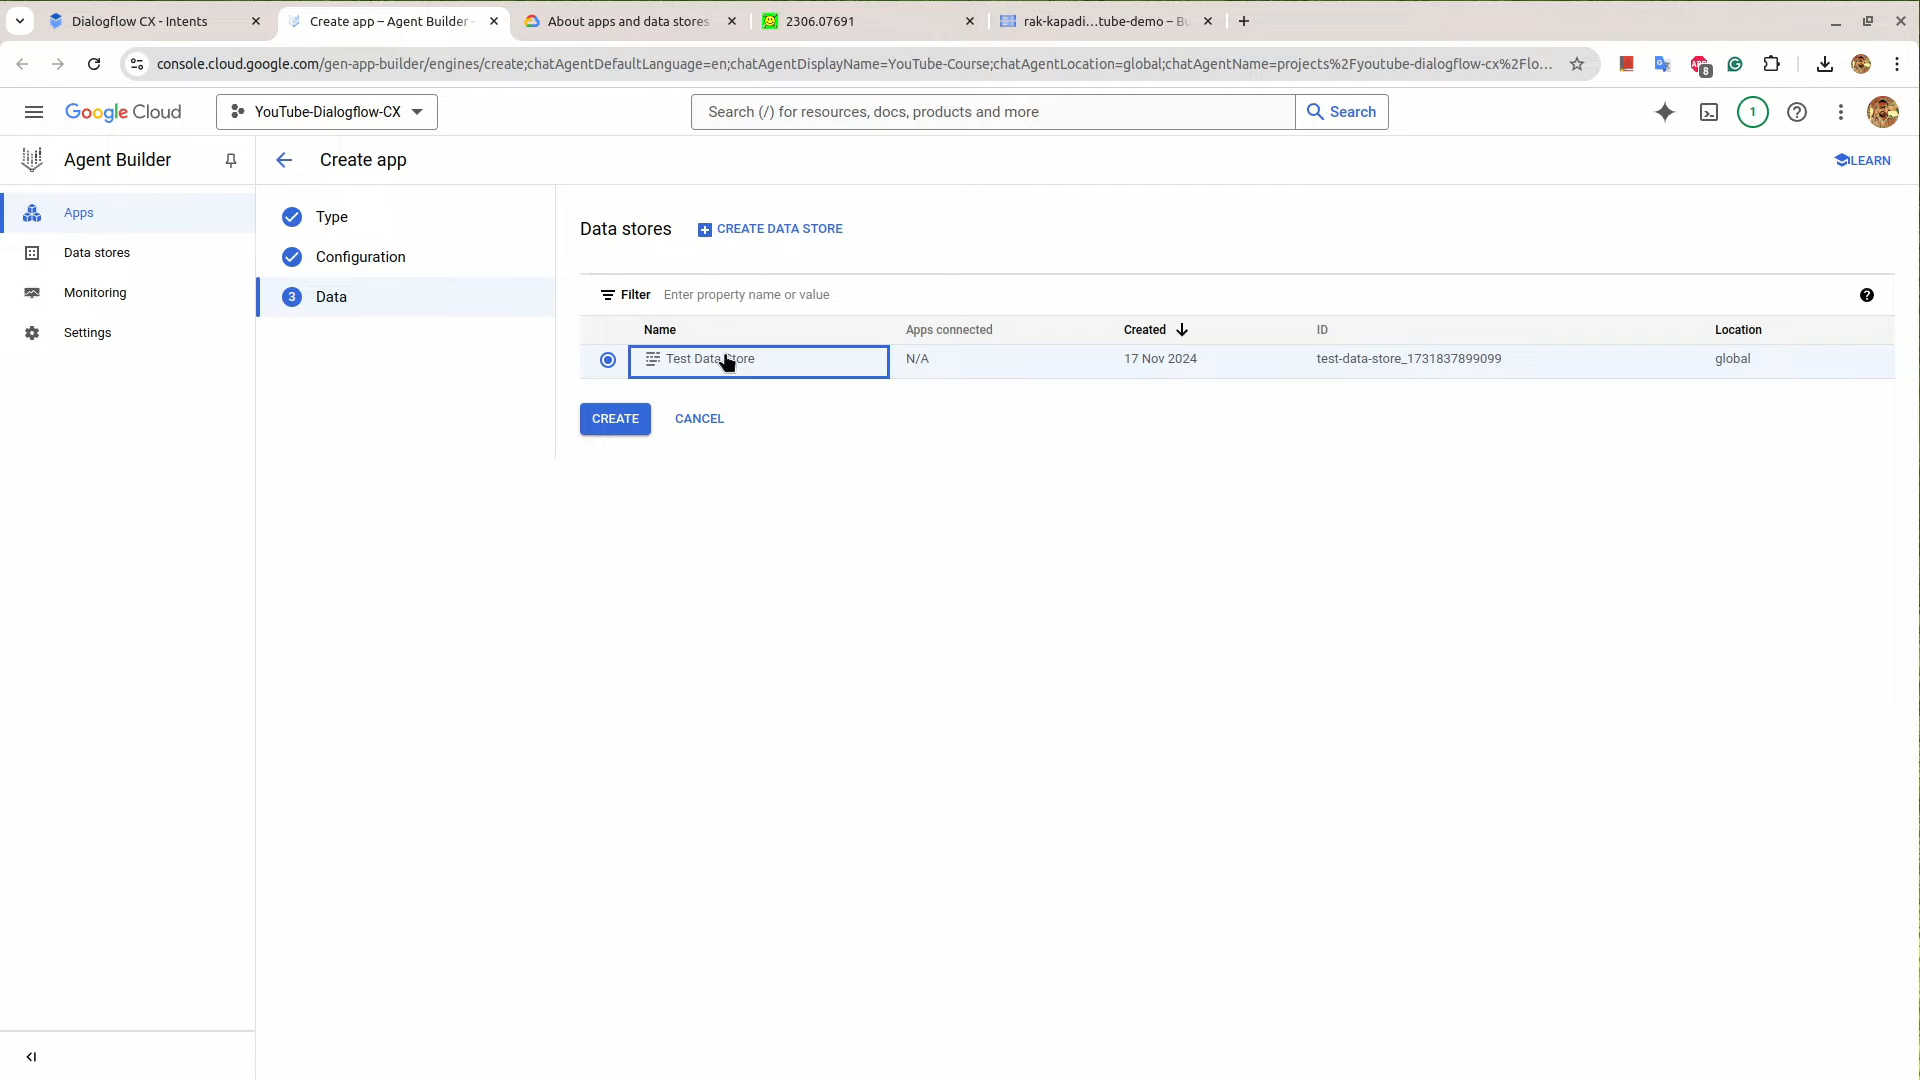 Dialogflow CX - Intents
Create app – Agent Builder -
About apps and data stores
2306.07691
rak-kapadi...tube-demo – Bu
console.cloud.google.com/gen-app-builder/engines/create;chatAgentDefaultLanguage=en;chatAgentDisplayName=YouTube-Course;chatAgentLocation=global;chatAgentName=projects%2Fyoutube-dialogflow-cx%2Flo...
8
Google Cloud
YouTube-Dialogflow-CX
Search (/) for resources, docs, products and more
Search
1
Agent Builder
Create app
LEARN
Apps
Data stores
Monitoring
Settings
Type
Configuration
3 Data
Data stores
CREATE DATA STORE
Filter Enter property name or value
Name Apps connected Created ID Location
Test Data Store N/A 17 Nov 2024 test-data-store_1731837899099 global
CREATE CANCEL